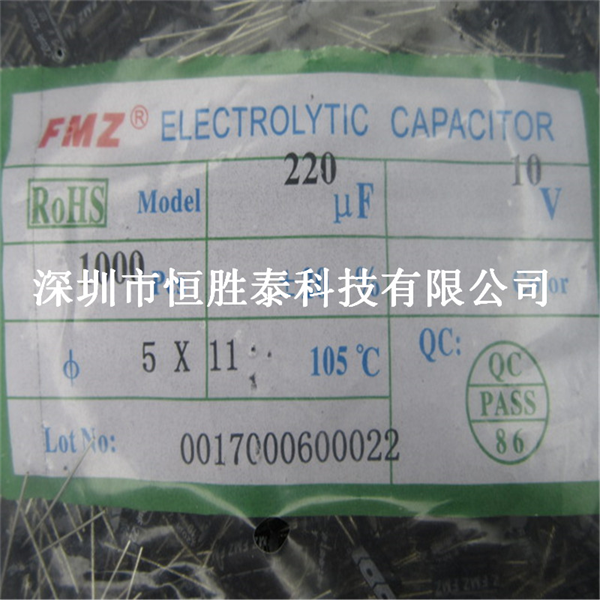 FMZ® ELECTROLYTIC CAPACITOR
RoHS Model 220 μF 10 V
1000 %
深圳市恒胜泰科技有限公司
ϕ 5 X 11 105℃ QC:
QC PASS 86
Lot No: 0017000600022